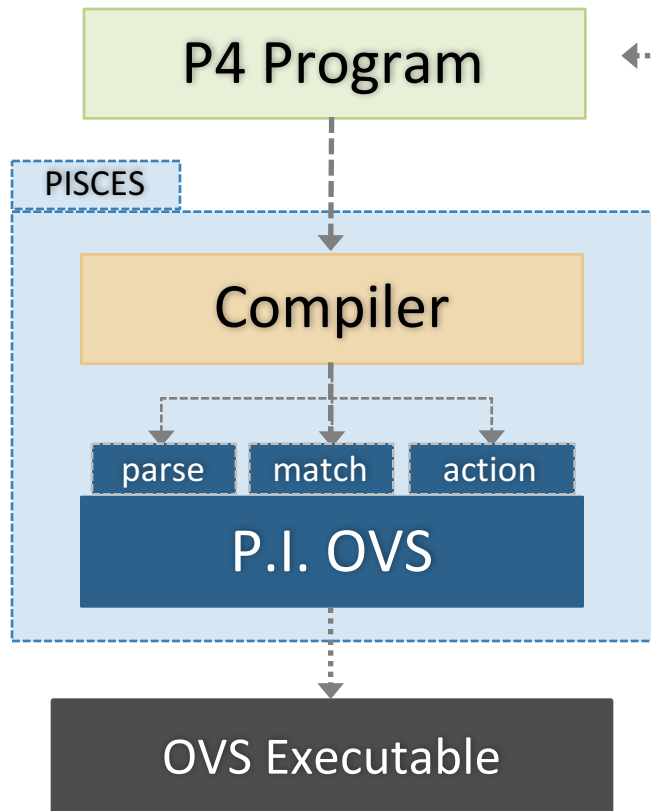 P4 Program
PISCES
Compiler
parse match action
P.I. OVS
OVS Executable